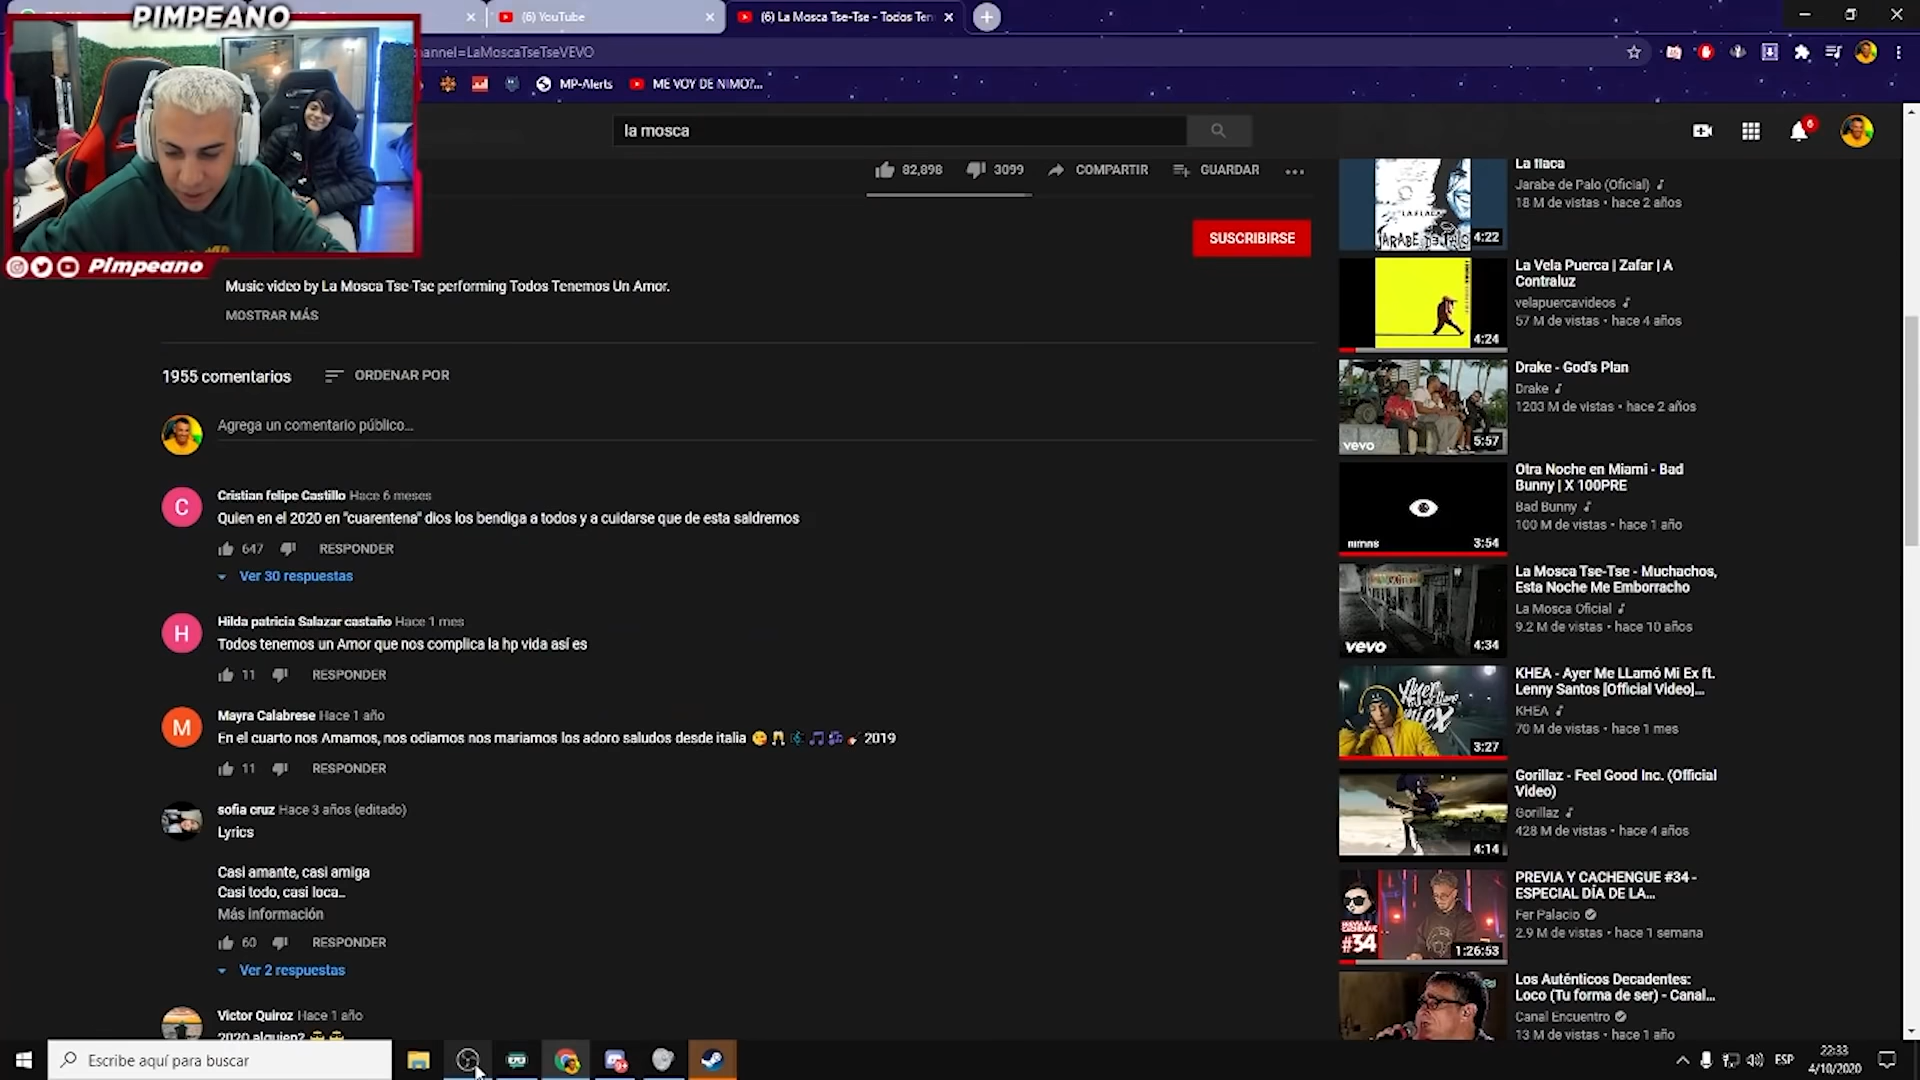 PIMPEANO
(6) YouTube
(6) La Mosca Tse-Tse - Todos Ten
hannel=LaMoscaTseTseVEVO
MP-Alerts
ME VOY DE NIMO?...
Pimpeano
la mosca
6
82,898
3099
COMPARTIR
GUARDAR
SUSCRIBIRSE
Music video by La Mosca Tse-Tse performing Todos Tenemos Un Amor.
MOSTRAR MÁS
1955 comentarios
ORDENAR POR
Agrega un comentario público...
C
Cristian felipe Castillo Hace 6 meses
Quien en el 2020 en "cuarentena" dios los bendiga a todos y a cuidarse que de esta saldremos
647
RESPONDER
Ver 30 respuestas
H
Hilda patricia Salazar castaño Hace 1 mes
Todos tenemos un Amor que nos complica la hp vida así es
11
RESPONDER
M
Mayra Calabrese Hace 1 año
En el cuarto nos Amamos, nos odiamos nos mariamos los adoro saludos desde italia 😘🥂🎼🎵🎶🎸 2019
11
RESPONDER
sofia cruz Hace 3 años (editado)
Lyrics
Casi amante, casi amiga
Casi todo, casi loca...
Más información
60
RESPONDER
Ver 2 respuestas
Victor Quiroz Hace 1 año
2020 alguien?
La flaca
Jarabe de Palo (Oficial)
18 M de vistas • hace 2 años
LA FLACA
JARABE DE PALO
4:22
La Vela Puerca | Zafar | A
Contraluz
velapuercavideos
57 M de vistas • hace 4 años
4:24
Drake - God's Plan
Drake
1203 M de vistas • hace 2 años
vevo
5:57
Otra Noche en Miami - Bad
Bunny | X 100PRE
Bad Bunny
100 M de vistas • hace 1 año
rimas
3:54
La Mosca Tse-Tse - Muchachos,
Esta Noche Me Emborracho
La Mosca Oficial
9.2 M de vistas • hace 10 años
vevo
4:34
KHEA - Ayer Me LLamó Mi Ex ft.
Lenny Santos [Official Video]...
KHEA
70 M de vistas • hace 1 mes
3:27
Gorillaz - Feel Good Inc. (Official
Video)
Gorillaz
428 M de vistas • hace 4 años
4:14
PREVIA Y CACHENGUE #34 -
ESPECIAL DÍA DE LA...
Fer Palacio
2.9 M de vistas • hace 1 semana
#34
1:26:53
Los Auténticos Decadentes:
Loco (Tu forma de ser) - Canal...
Canal Encuentro
13 M de vistas • hace 1 año
Escribe aquí para buscar
ESP
22:33
4/10/2020